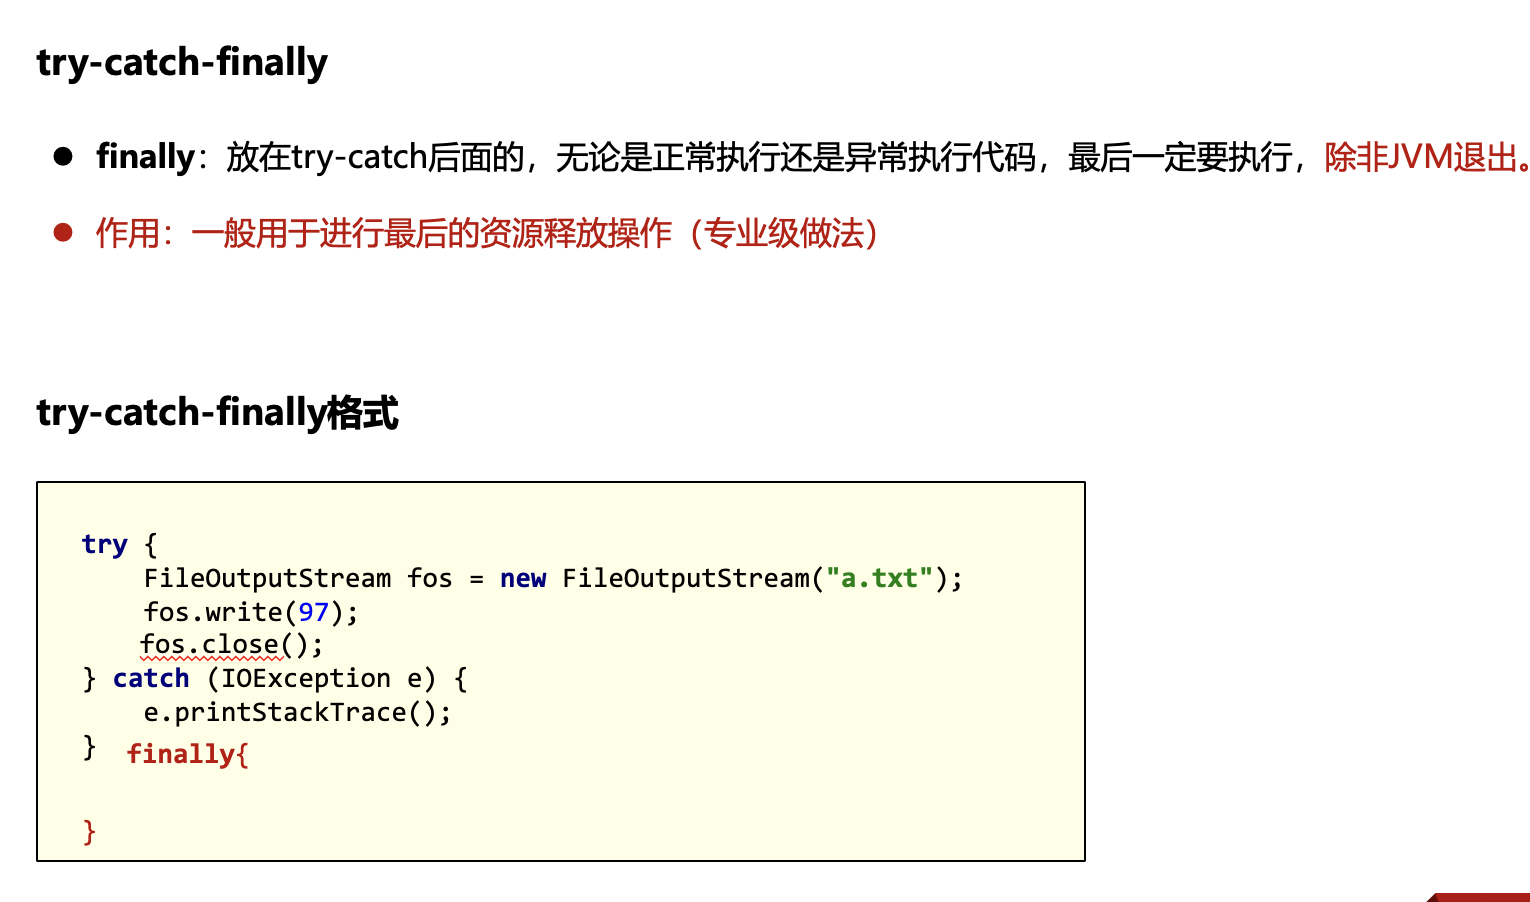 try-catch-finally
finally：放在try-catch后面的，无论是正常执行还是异常执行代码，最后一定要执行，除非JVM退出。
作用：一般用于进行最后的资源释放操作（专业级做法）
try-catch-finally格式
try {
    FileOutputStream fos = new FileOutputStream("a.txt");
    fos.write(97);
    fos.close();
} catch (IOException e) {
    e.printStackTrace();
} finally{
}